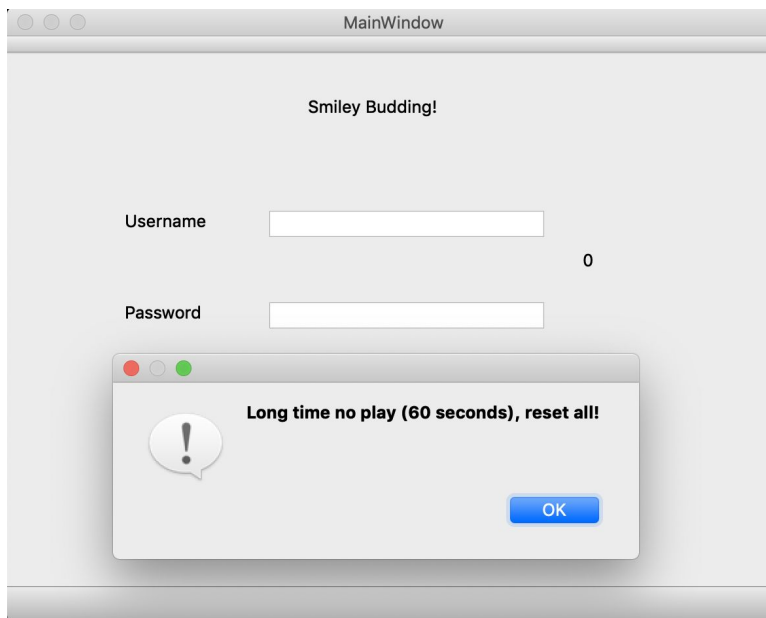 MainWindow
Smiley Budding!
Username
0
Password
Long time no play (60 seconds), reset all!
!
OK